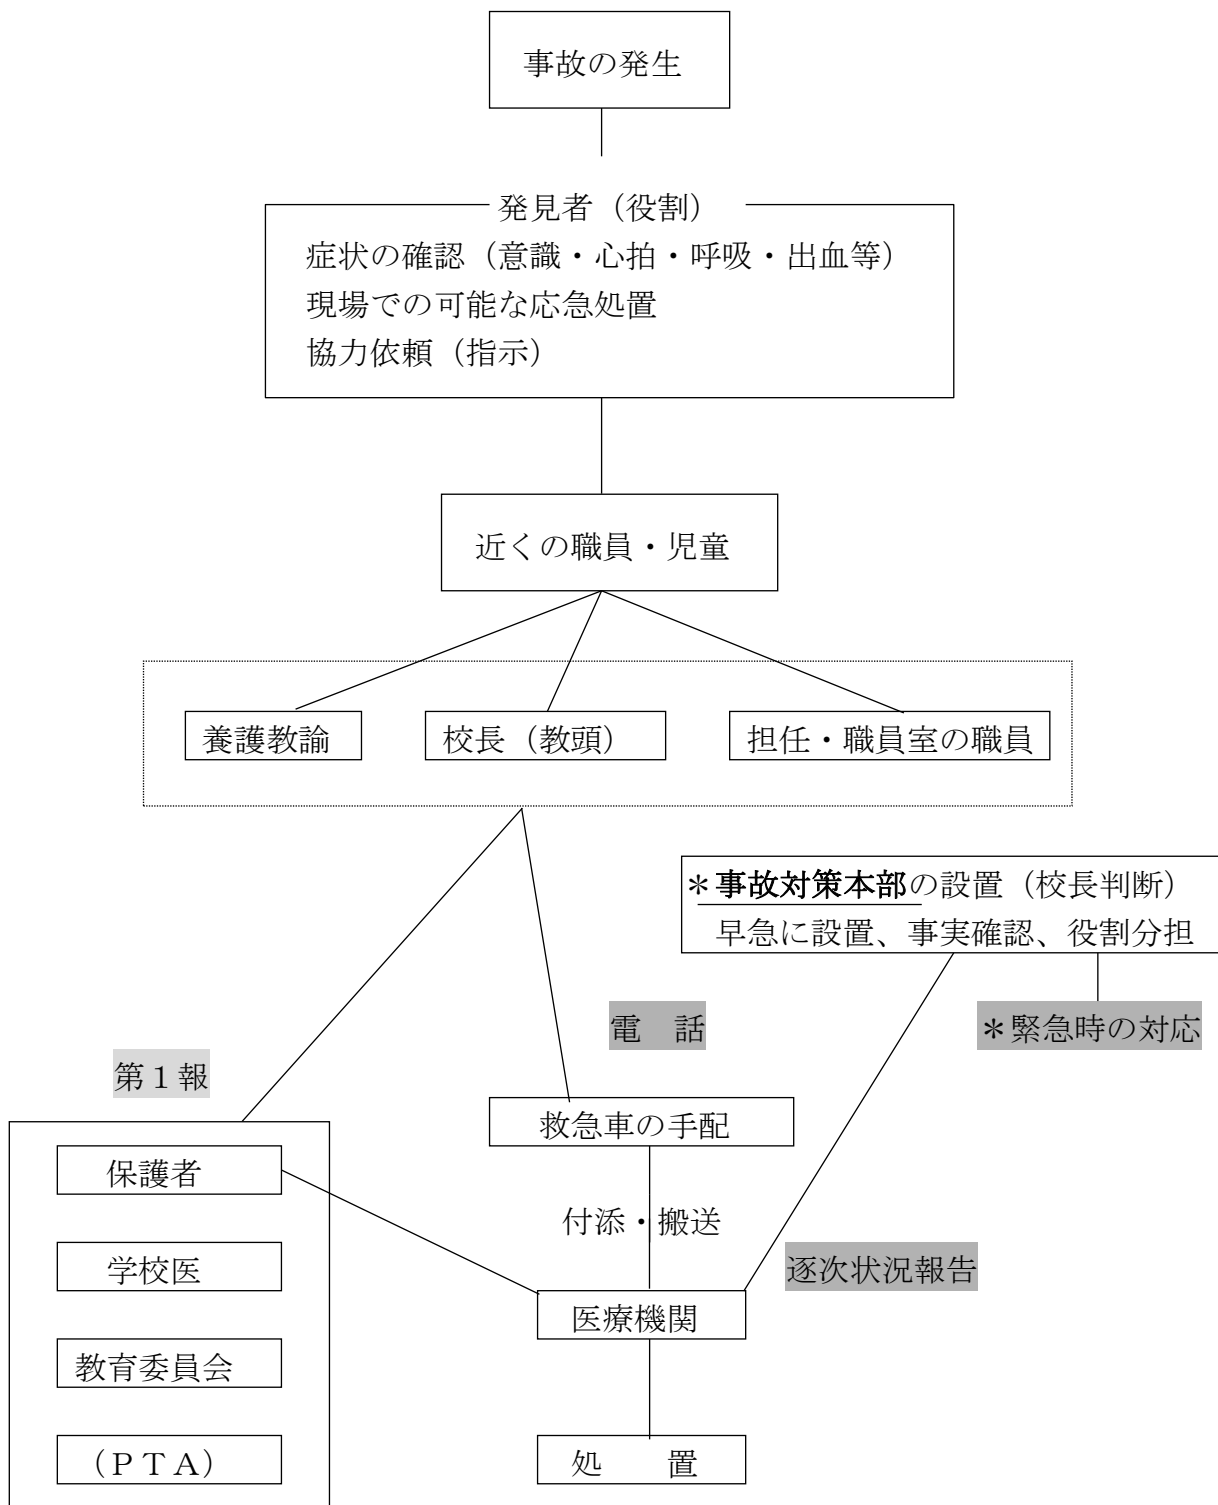 事故の発生
発見者（役割）
症状の確認（意識・心拍・呼吸・出血等）
現場での可能な応急処置
協力依頼（指示）
近くの職員・児童
養護教諭
校長（教頭）
担任・職員室の職員
＊事故対策本部の設置（校長判断）
早急に設置、事実確認、役割分担
電　話
＊緊急時の対応
第１報
救急車の手配
保護者
付添・搬送
学校医
逐次状況報告
医療機関
教育委員会
（ＰＴＡ）
処　　置